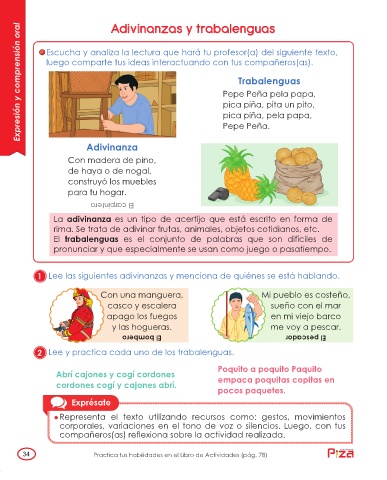 Expresión y comprensión oral
Adivinanzas y trabalenguas
Escucha y analiza la lectura que hará tu profesor(a) del siguiente texto,
luego comparte tus ideas interactuando con tus compañeros(as).
Trabalenguas
Pepe Peña pela papa,
pica piña, pita un pito,
pica piña, pela papa,
Pepe Peña.
Adivinanza
Con madera de pino,
de haya o de nogal,
construyó los muebles
para tu hogar.
El carpintero
La adivinanza es un tipo de acertijo que está escrito en forma de
rima. Se trata de adivinar frutas, animales, objetos cotidianos, etc.
El trabalenguas es el conjunto de palabras que son difíciles de
pronunciar y que especialmente se usan como juego o pasatiempo.
1 Lee las siguientes adivinanzas y menciona de quiénes se está hablando.
Con una manguera,
casco y escalera
apago los fuegos
y las hogueras.
El bombero
Mi pueblo es costeño,
sueño con el mar
en mi viejo barco
me voy a pescar.
El pescador
2 Lee y practica cada uno de los trabalenguas.
Abrí cajones y cogí cordones
cordones cogí y cajones abrí.
Poquito a poquito Paquito
empaca poquitas copitas en
pocos paquetes.
Exprésate
Representa el texto utilizando recursos como: gestos, movimientos
corporales, variaciones en el tono de voz o silencios. Luego, con tus
compañeros(as) reflexiona sobre la actividad realizada.
34
Practica tus habilidades en el Libro de Actividades (pág. 78)
Piza